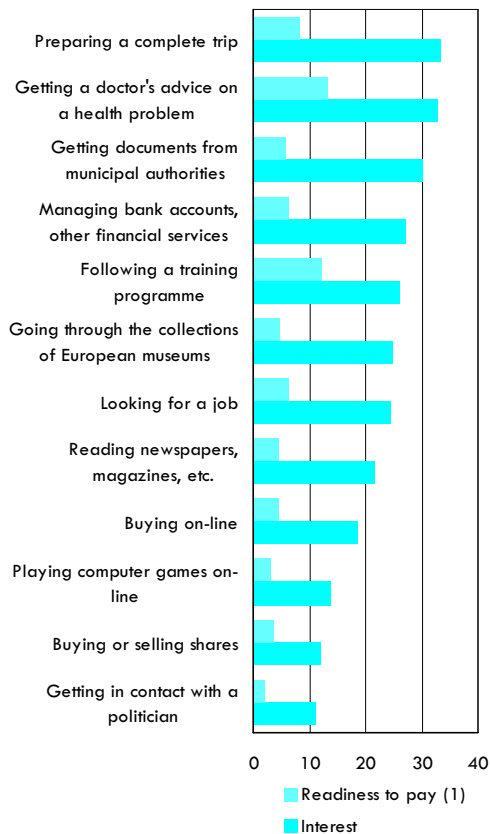 Preparing a complete trip
Getting a doctor's advice on
a health problem
Getting documents from
municipal authorities
Managing bank accounts,
other financial services
Following a training
programme
Going through the collections
of European museums
Looking for a job
Reading newspapers,
magazines, etc.
Buying on-line
Playing computer games on-
line
Buying or selling shares
Getting in contact with a
politician
0 10 20 30 40
Readiness to pay (1)
Interest